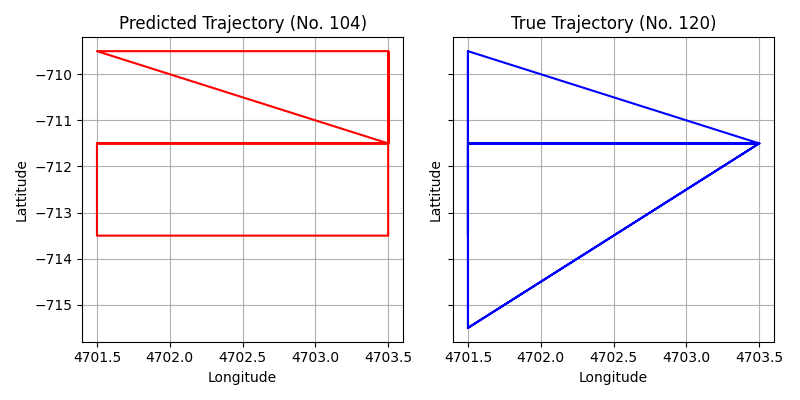 Predicted Trajectory (No. 104)
True Trajectory (No. 120)
−710
−711
−712
−713
−714
−715
Lattitude
Lattitude
4701.5 4702.0 4702.5 4703.0 4703.5
4701.5 4702.0 4702.5 4703.0 4703.5
Longitude
Longitude